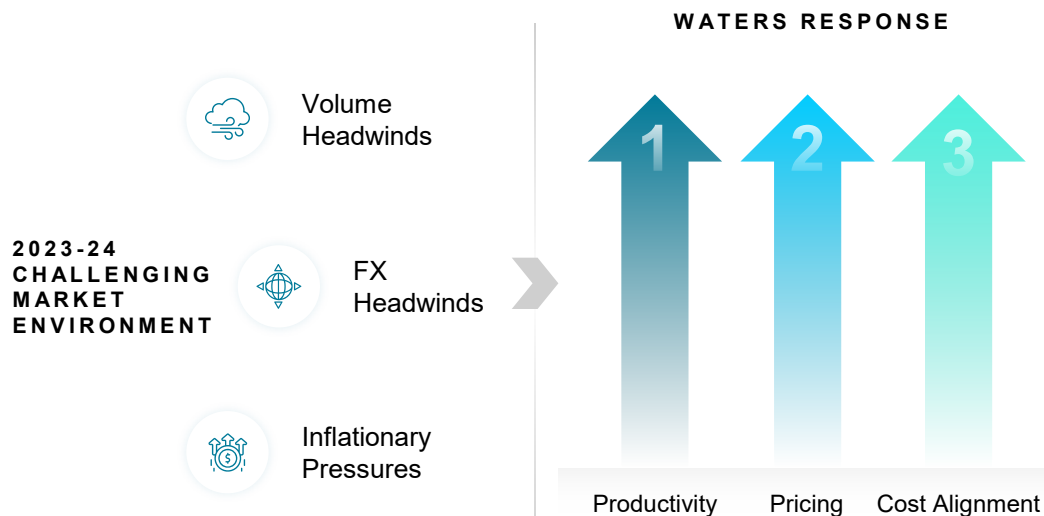 WATERS RESPONSE
2023-24
CHALLENGING
MARKET
ENVIRONMENT
Volume
Headwinds
FX
Headwinds
$
Inflationary
Pressures
1
2
3
Productivity
Pricing
Cost Alignment